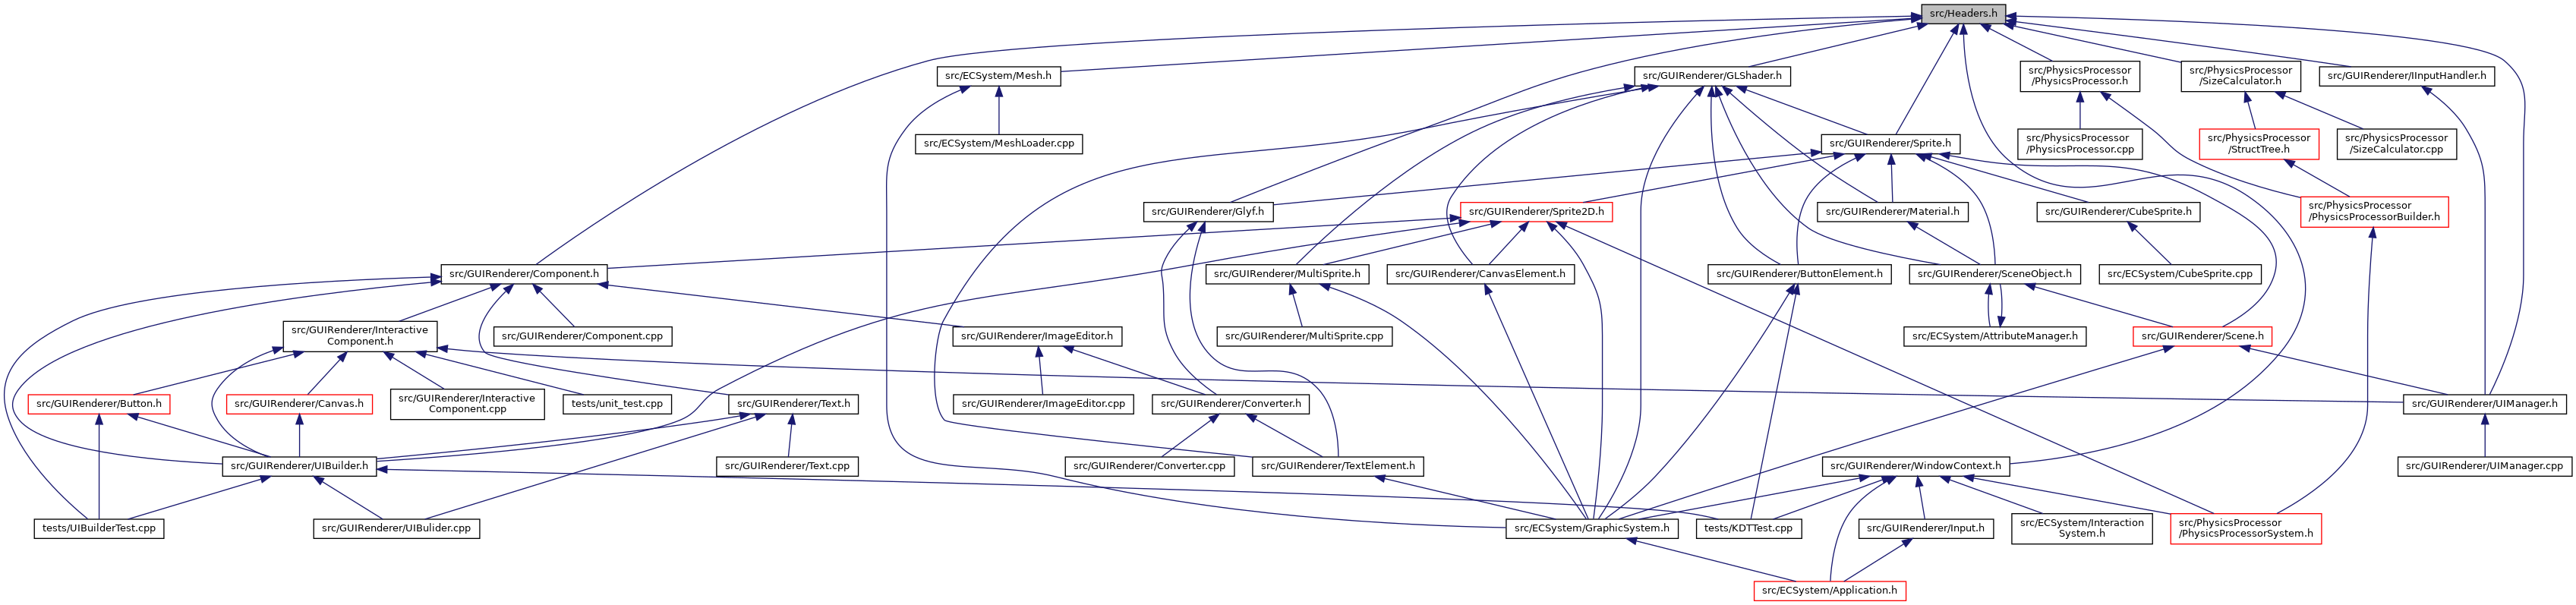 src/Headers.h
src/ECSystem/Mesh.h
src/GUIRenderer/GLShader.h
src/PhysicsProcessor
/PhysicsProcessor.h
src/PhysicsProcessor
/SizeCalculator.h
src/GUIRenderer/IInputHandler.h
src/ECSystem/MeshLoader.cpp
src/GUIRenderer/Sprite.h
src/PhysicsProcessor
/PhysicsProcessor.cpp
src/PhysicsProcessor
/StructTree.h
src/PhysicsProcessor
/SizeCalculator.cpp
src/GUIRenderer/Glyf.h
src/GUIRenderer/Sprite2D.h
src/GUIRenderer/Material.h
src/GUIRenderer/CubeSprite.h
src/PhysicsProcessor
/PhysicsProcessorBuilder.h
src/GUIRenderer/Component.h
src/GUIRenderer/MultiSprite.h
src/GUIRenderer/CanvasElement.h
src/GUIRenderer/ButtonElement.h
src/GUIRenderer/SceneObject.h
src/ECSystem/CubeSprite.cpp
src/GUIRenderer/Interactive
Component.h
src/GUIRenderer/Component.cpp
src/GUIRenderer/ImageEditor.h
src/GUIRenderer/MultiSprite.cpp
src/ECSystem/AttributeManager.h
src/GUIRenderer/Scene.h
src/GUIRenderer/Button.h
src/GUIRenderer/Canvas.h
src/GUIRenderer/Interactive
Component.cpp
tests/unit_test.cpp
src/GUIRenderer/Text.h
src/GUIRenderer/ImageEditor.cpp
src/GUIRenderer/Converter.h
src/GUIRenderer/UIManager.h
src/GUIRenderer/UIBuilder.h
src/GUIRenderer/Text.cpp
src/GUIRenderer/Converter.cpp
src/GUIRenderer/TextElement.h
src/GUIRenderer/WindowContext.h
src/GUIRenderer/UIManager.cpp
tests/UIBuilderTest.cpp
src/GUIRenderer/UIBulider.cpp
src/ECSystem/GraphicSystem.h
tests/KDTTest.cpp
src/GUIRenderer/Input.h
src/ECSystem/Interaction
System.h
src/PhysicsProcessor
/PhysicsProcessorSystem.h
src/ECSystem/Application.h